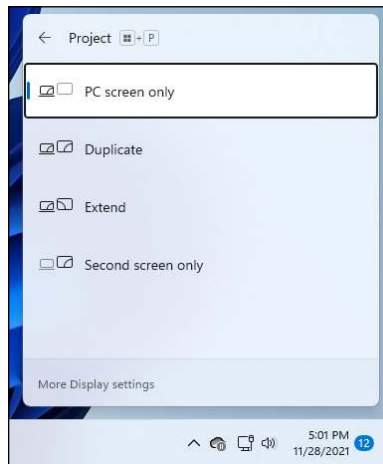 Project + P
PC screen only
Duplicate
Extend
Second screen only
More Display settings
5:01 PM
11/28/2021
12